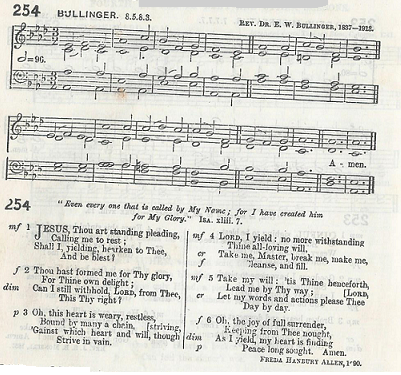 254 BULLINGER. 8.5.8.3. REV. DR. E. W. BULLINGER, 1837—1913.
=96.
A - men.
254 "Even every one that is called by My Name; for I have created him
for My Glory." ISA. xliii. 7.
mf 1 JESUS, Thou art standing pleading,
Calling me to rest;
Shall I, yielding, hearken to Thee,
And be blest?
f 2 Thou hast formed me for Thy glory,
For Thine own delight;
dim Can I still withhold, LORD, from Thee,
This Thy right?
p 3 Oh, this heart is weary, restless,
Bound by many a chain, [striving,
'Gainst which heart and will, though
Strive in vain.
mf 4 LORD, I yield: no more withstanding
Thine all-loving will,
cr Take me, Master, break me, make me,
f Cleanse, and fill.
mf 5 Take my will: 'tis Thine henceforth,
Lead me by Thy way; [LORD,
cr Let my words and actions please Thee
Day by day.
f 6 Oh, the joy of full surrender,
Keeping from Thee nought,
dim As I yield, my heart is finding
p Peace long sought. Amen.
FREDA HANBURY ALLEN, 1890.